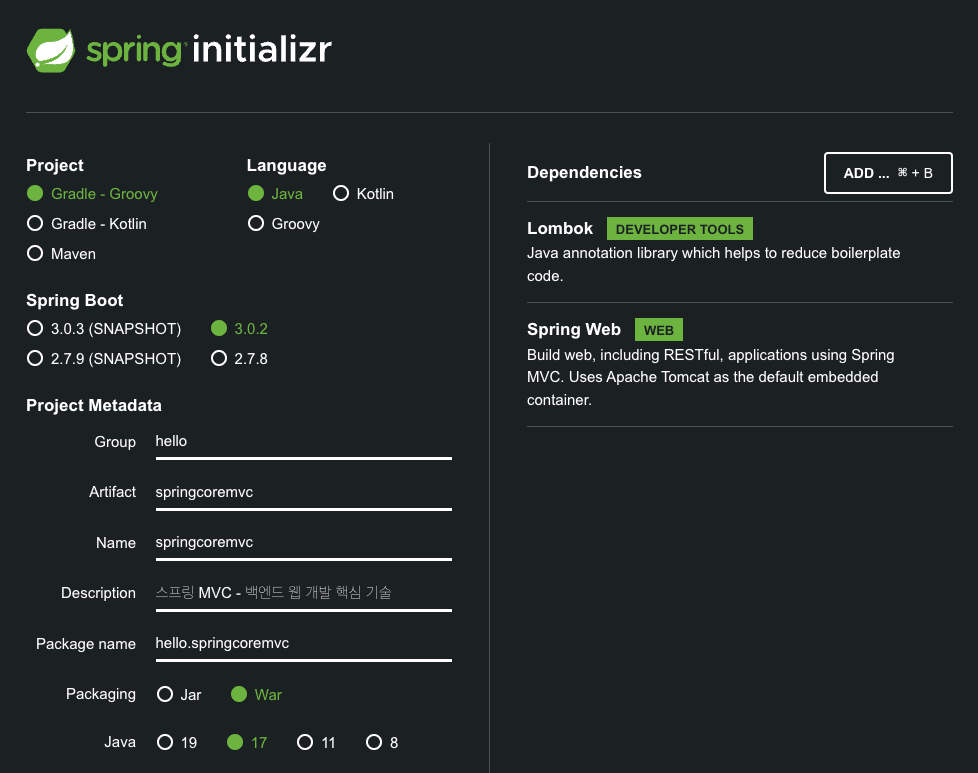 spring initializr
Project
Gradle - Groovy
Gradle - Kotlin
Maven
Language
Java Kotlin
Groovy
Spring Boot
3.0.3 (SNAPSHOT) 3.0.2
2.7.9 (SNAPSHOT) 2.7.8
Project Metadata
Group hello
Artifact springcoremvc
Name springcoremvc
Description 스프링 MVC - 백엔드 웹 개발 핵심 기술
Package name hello.springcoremvc
Packaging Jar War
Java 19 17 11 8
Dependencies ADD ... ⌘ + B
Lombok DEVELOPER TOOLS
Java annotation library which helps to reduce boilerplate
code.
Spring Web WEB
Build web, including RESTful, applications using Spring
MVC. Uses Apache Tomcat as the default embedded
container.